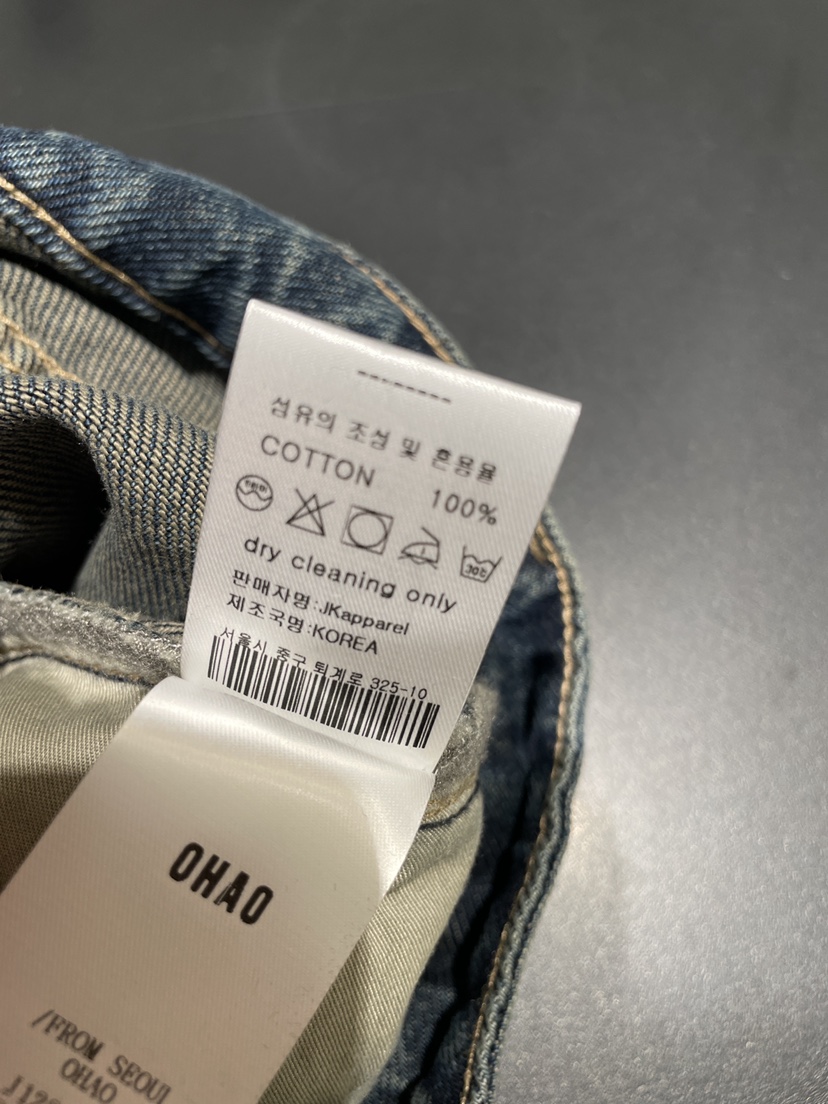 섬유의 조성 및 혼용율
COTTON 100%
30℃
dry cleaning only
판매자명:JKapparel
제조국명:KOREA
서울시 중구 퇴계로 325-10
OHAO
/FROM SEOUL
OHAO